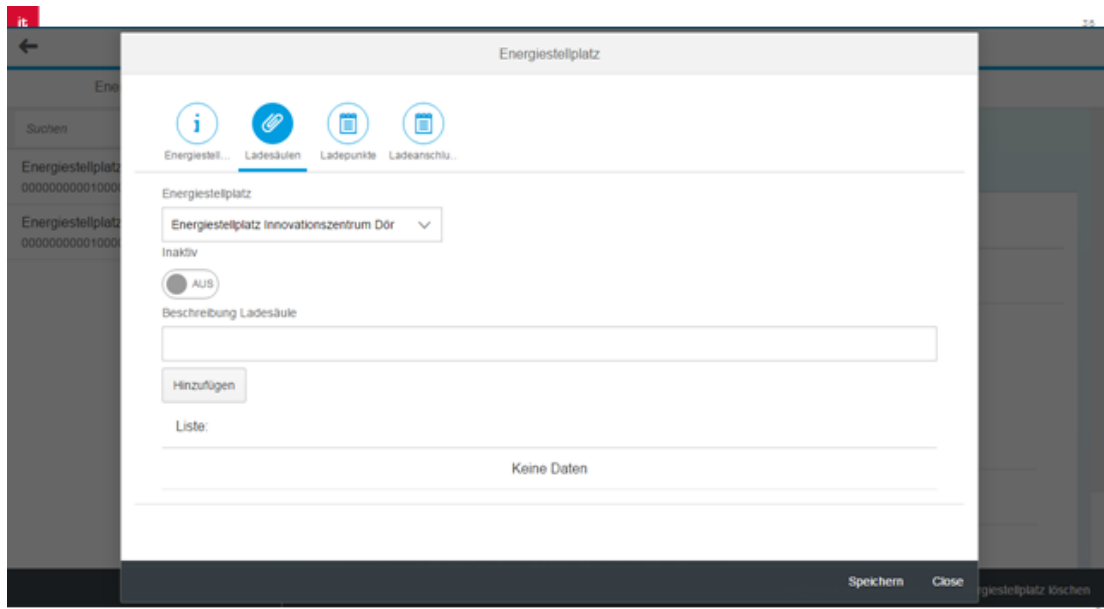 it
Energiestellplatz
Ene
Suchen
Energiestellplatz
Energiestellplatz
Energiestell...
Ladesäulen
Ladepunkte
Ladeanschlu...
Energiestellplatz
Energiestellplatz Innovationszentrum Dör
Inaktiv
AUS
Beschreibung Ladesäule
Hinzufügen
Liste:
Keine Daten
Speichern
Close
rgiestellplatz löschen